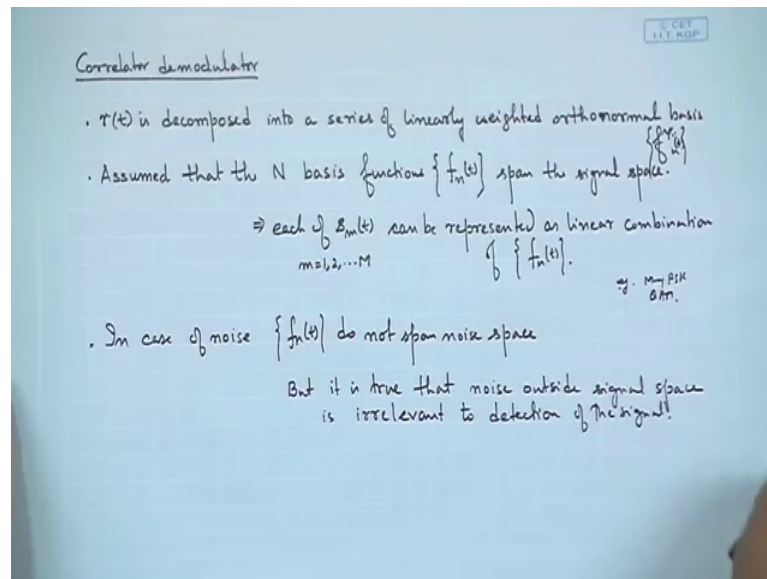 © CET
I.I.T. KGP
Correlator demodulator
. r(t) is decomposed into a series of linearly weighted orthonormal basis
{fₙ(t)}
. Assumed that the N basis functions {fₙ(t)} span the signal space.
⇒ each of sₘ(t) can be represented as linear combination
m=1,2,...M of {fₙ(t)}.
eg. M-ary PSK
QAM.
. In case of noise {fₙ(t)} do not span noise space
But it is true that noise outside signal space
is irrelevant to detection of the signal!